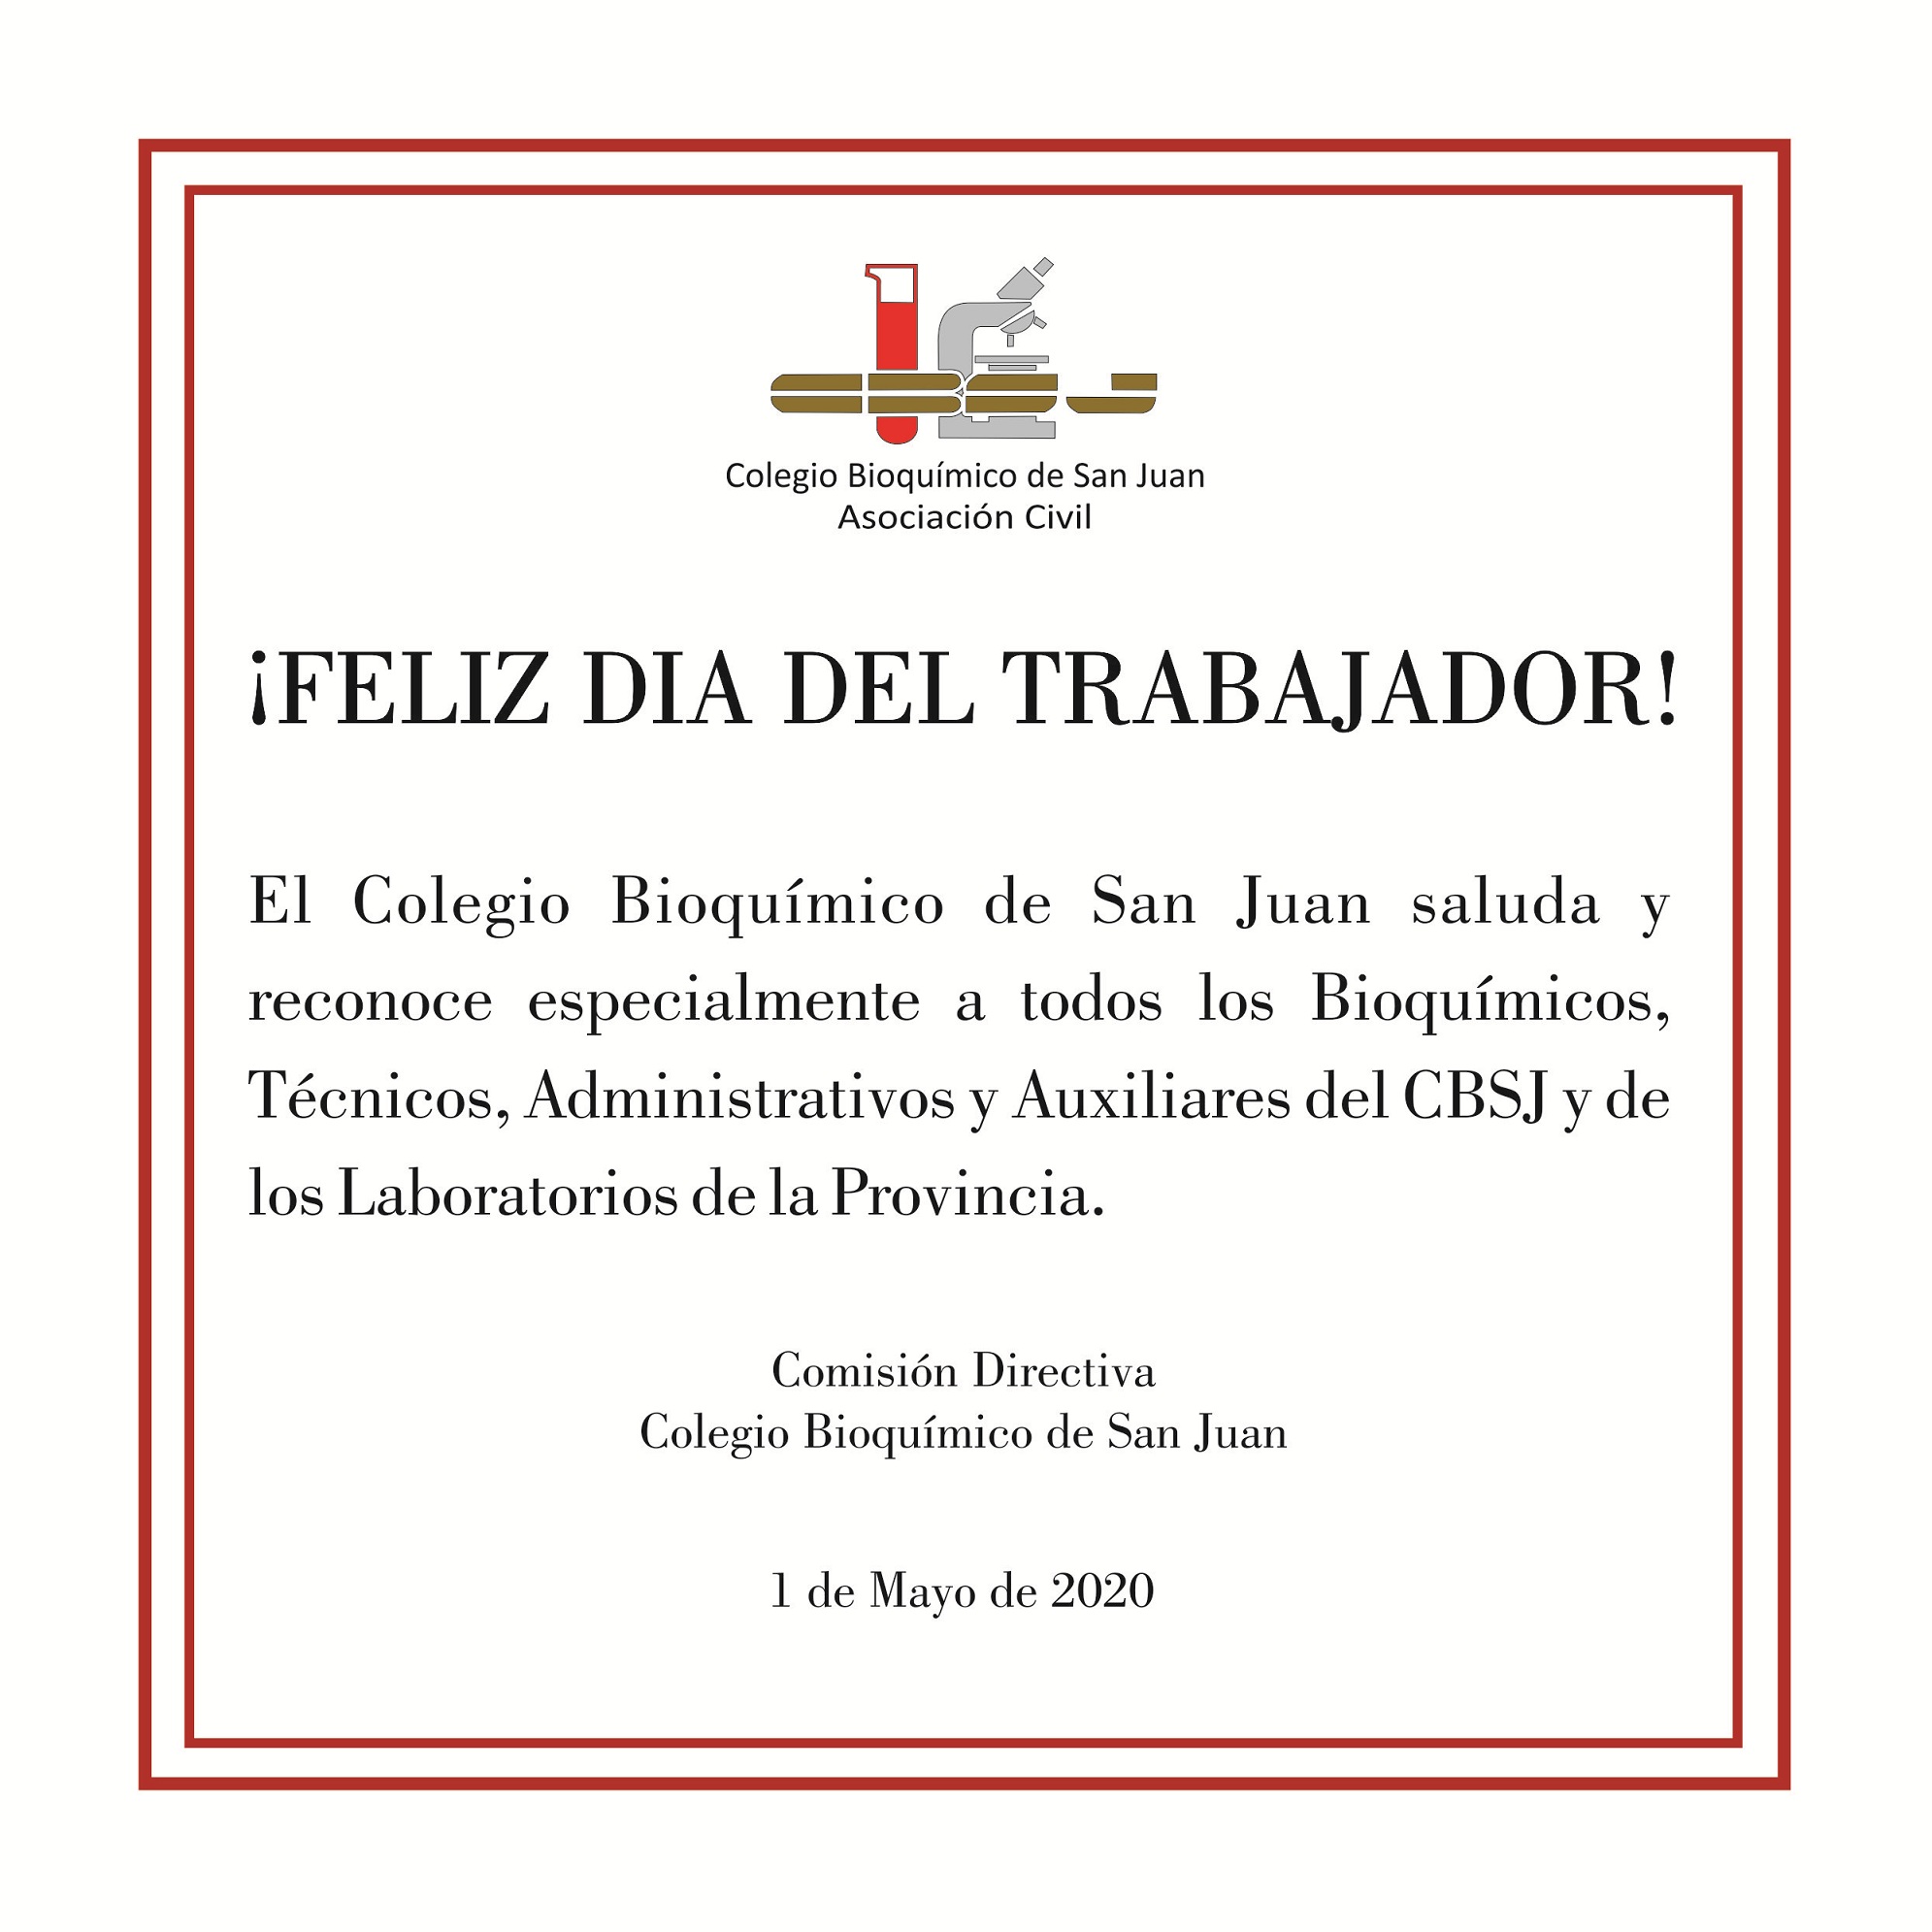 Colegio Bioquímico de San Juan
Asociación Civil
¡FELIZ DIA DEL TRABAJADOR!
El Colegio Bioquímico de San Juan saluda y
reconoce especialmente a todos los Bioquímicos,
Técnicos, Administrativos y Auxiliares del CBSJ y de
los Laboratorios de la Provincia.
Comisión Directiva
Colegio Bioquímico de San Juan
1 de Mayo de 2020